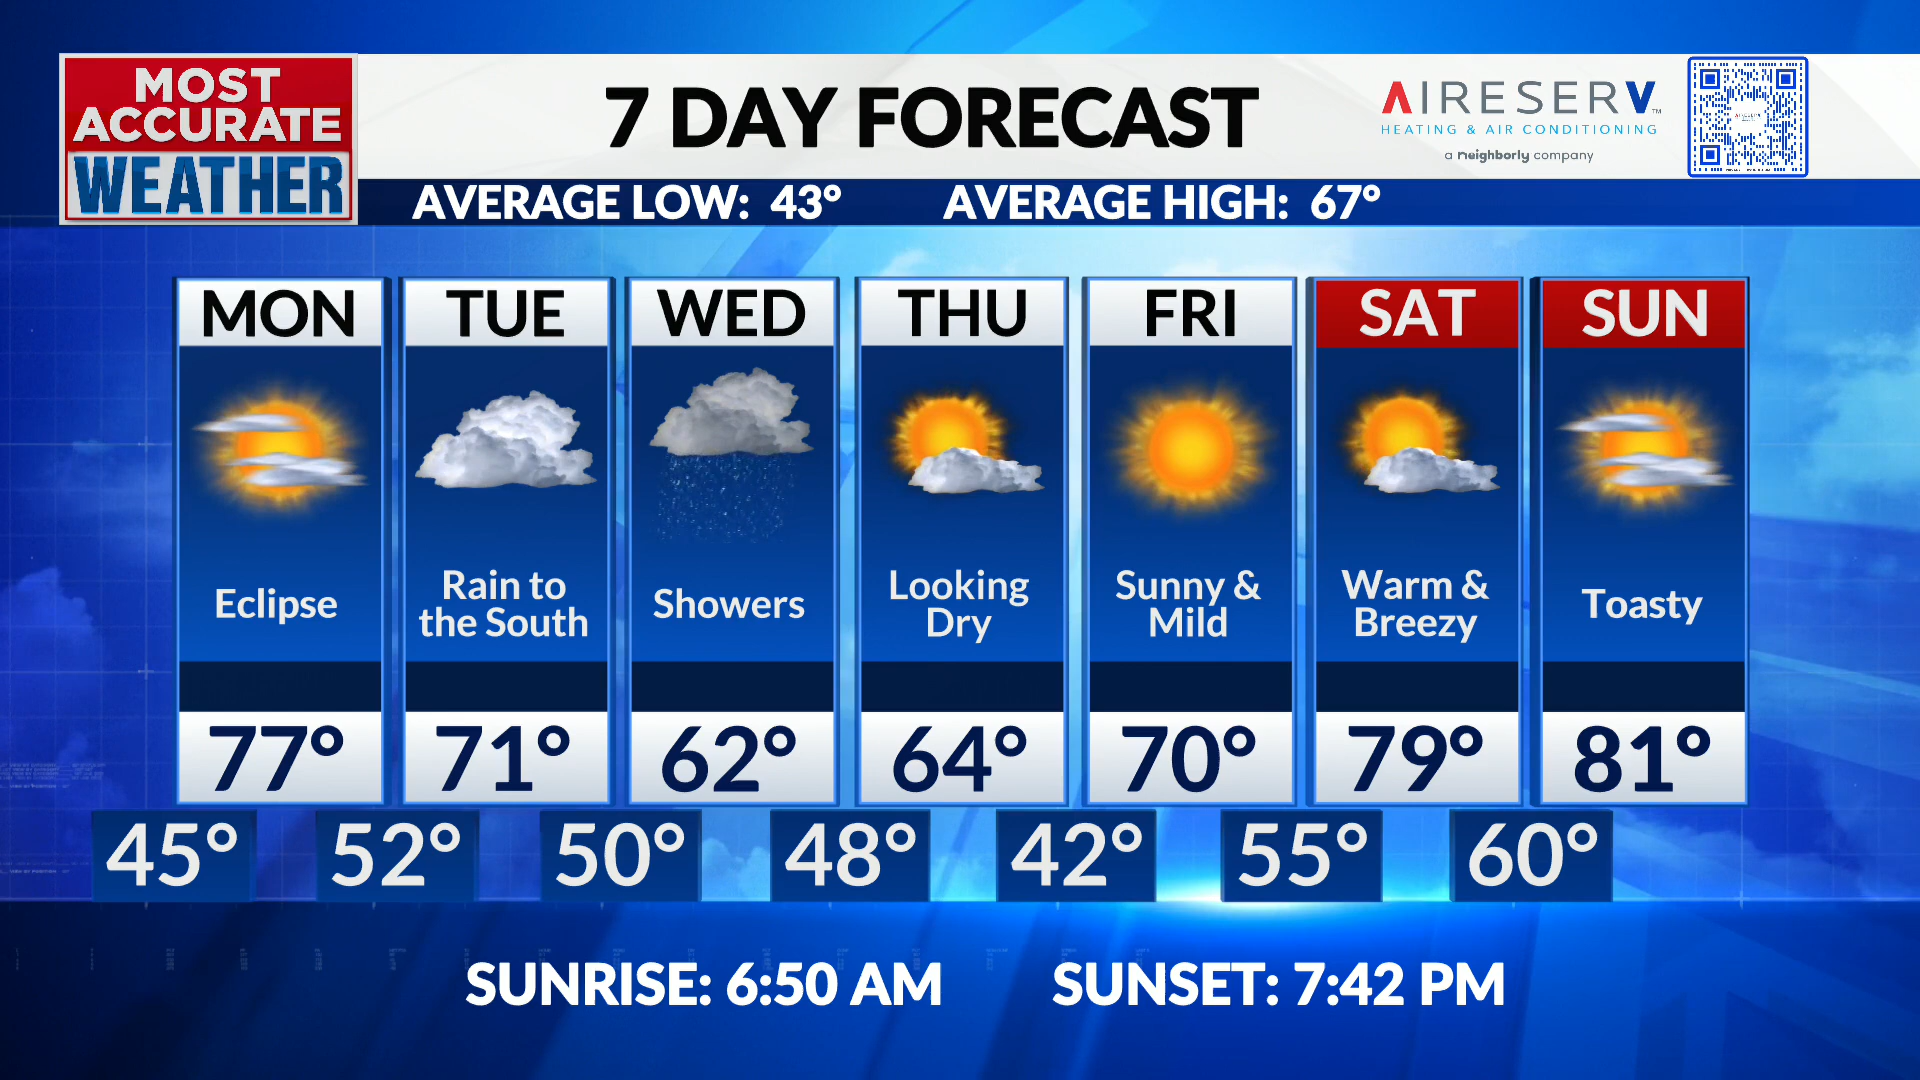 MOST
ACCURATE
WEATHER
7 DAY FORECAST
AIRESERV™
HEATING & AIR CONDITIONING
a neighborly company
AVERAGE LOW: 43° AVERAGE HIGH: 67°
MON TUE WED THU FRI SAT SUN
Eclipse
Rain to
the South
Showers
Looking
Dry
Sunny &
Mild
Warm &
Breezy
Toasty
77° 71° 62° 64° 70° 79° 81°
45° 52° 50° 48° 42° 55° 60°
SUNRISE: 6:50 AM SUNSET: 7:42 PM